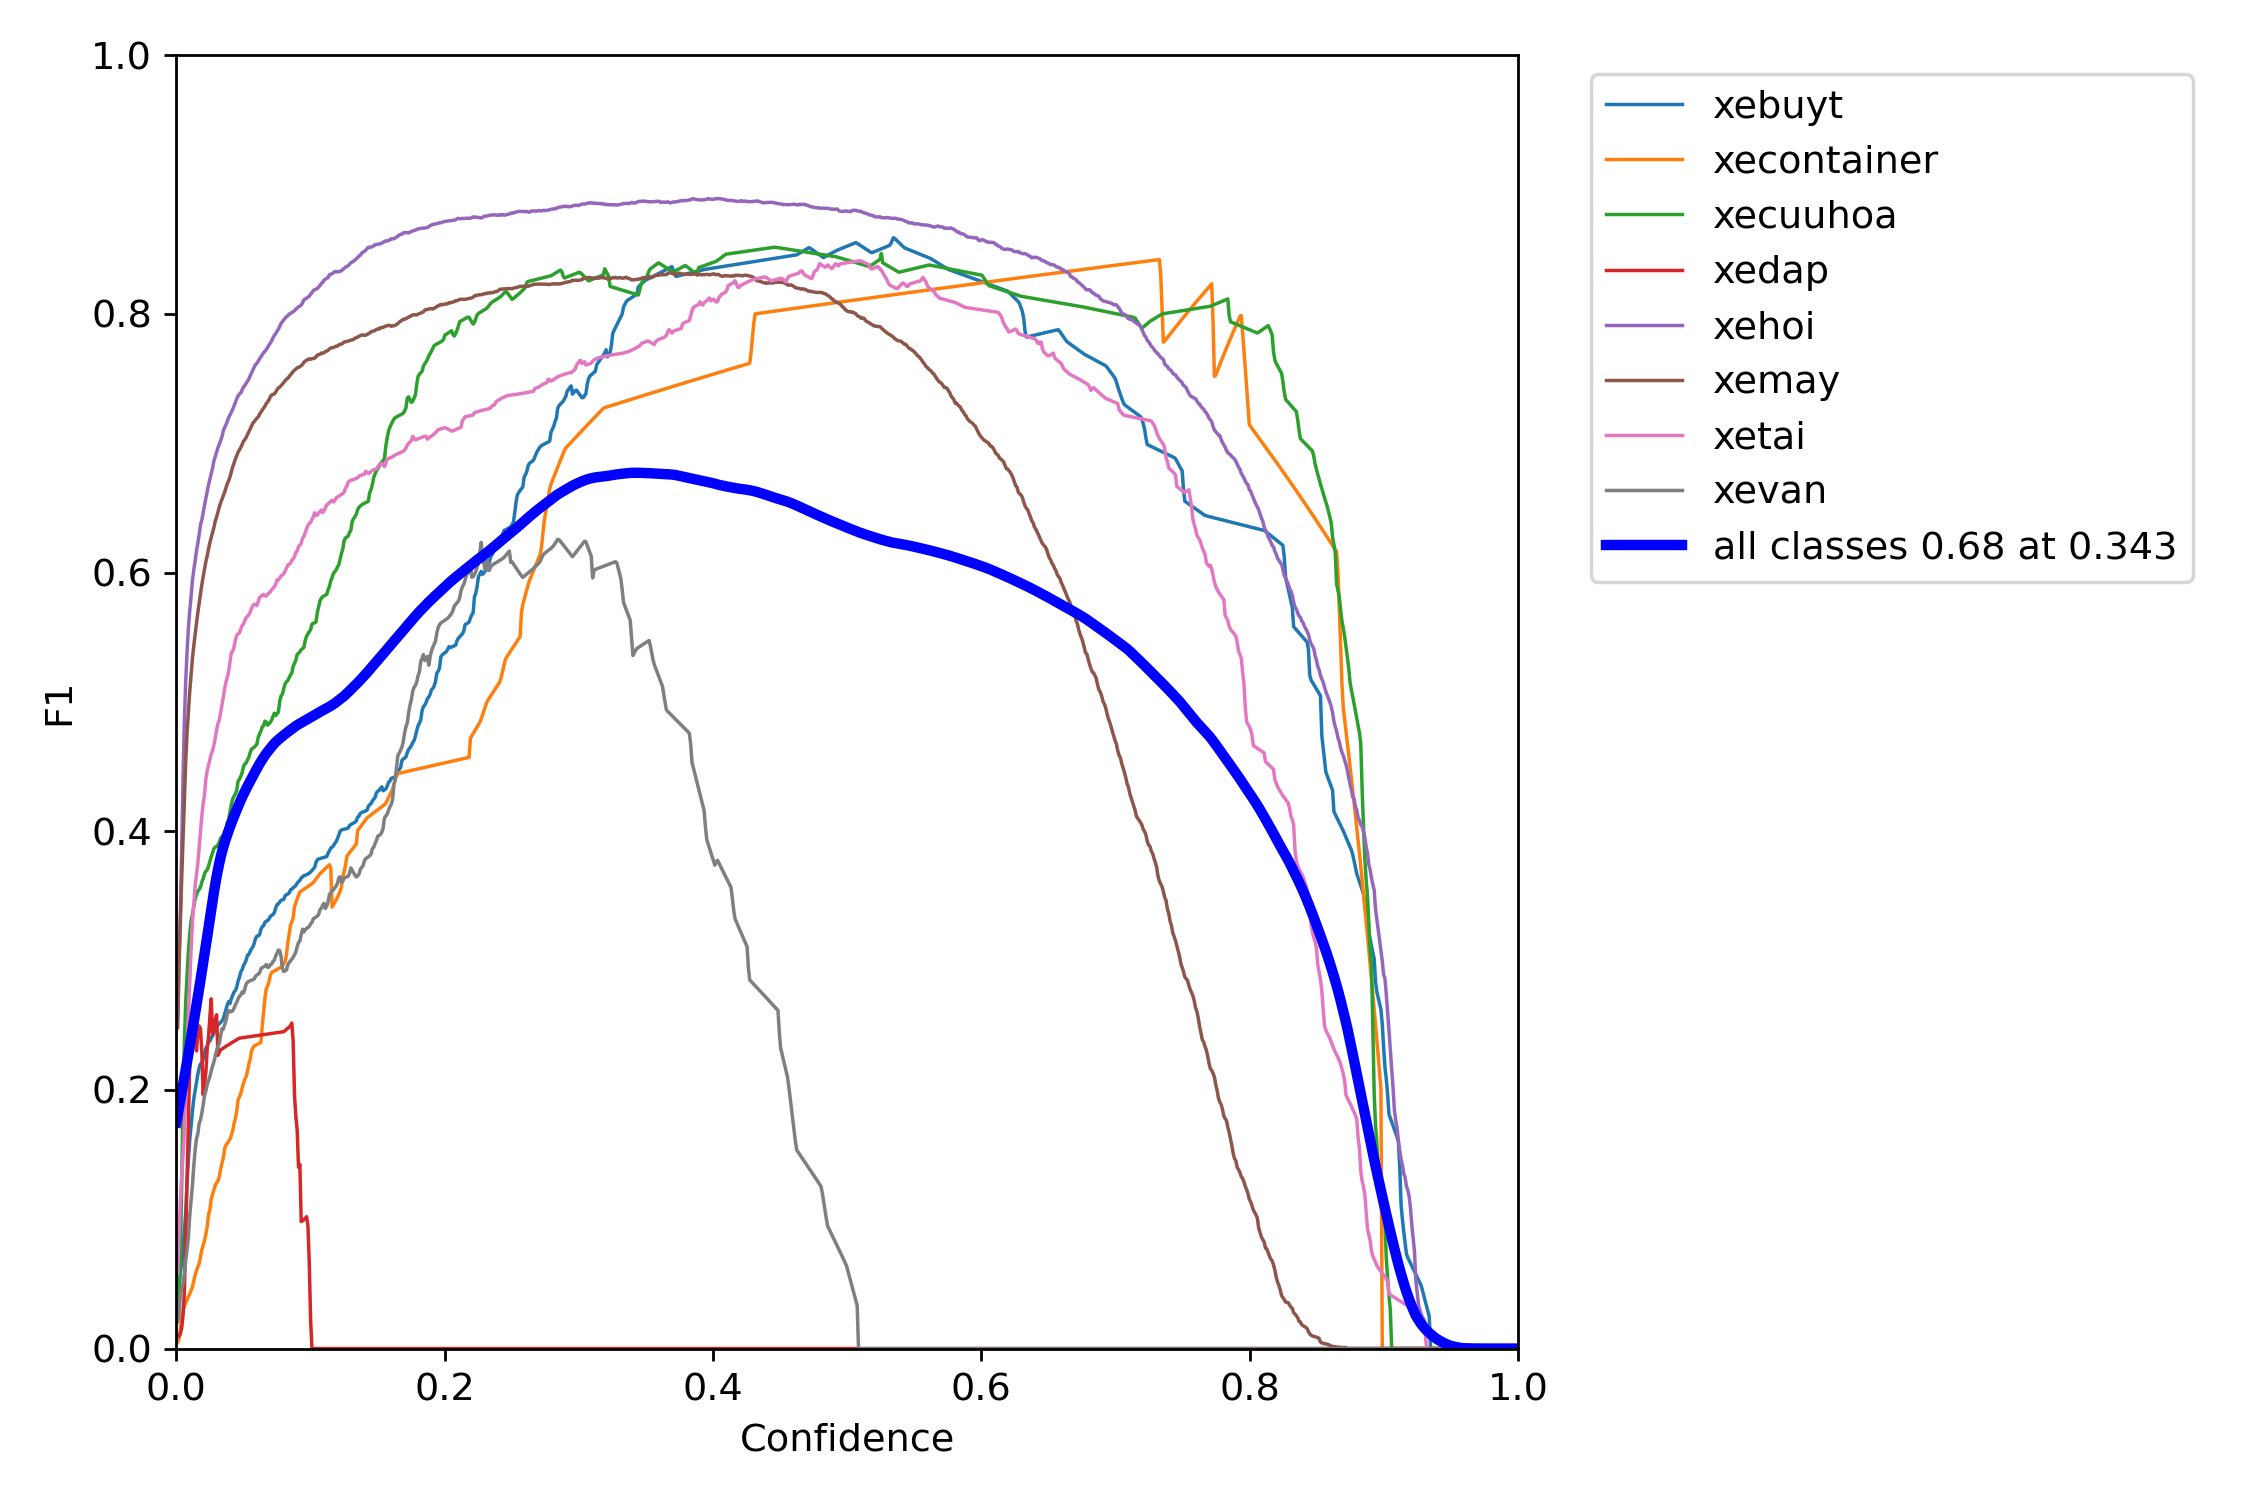 1.0
0.8
0.6
0.4
0.2
0.0
F1
0.0 0.2 0.4 0.6 0.8 1.0
Confidence
xebuyt
xecontainer
xecuuhoa
xedap
xehoi
xemay
xetai
xevan
all classes 0.68 at 0.343